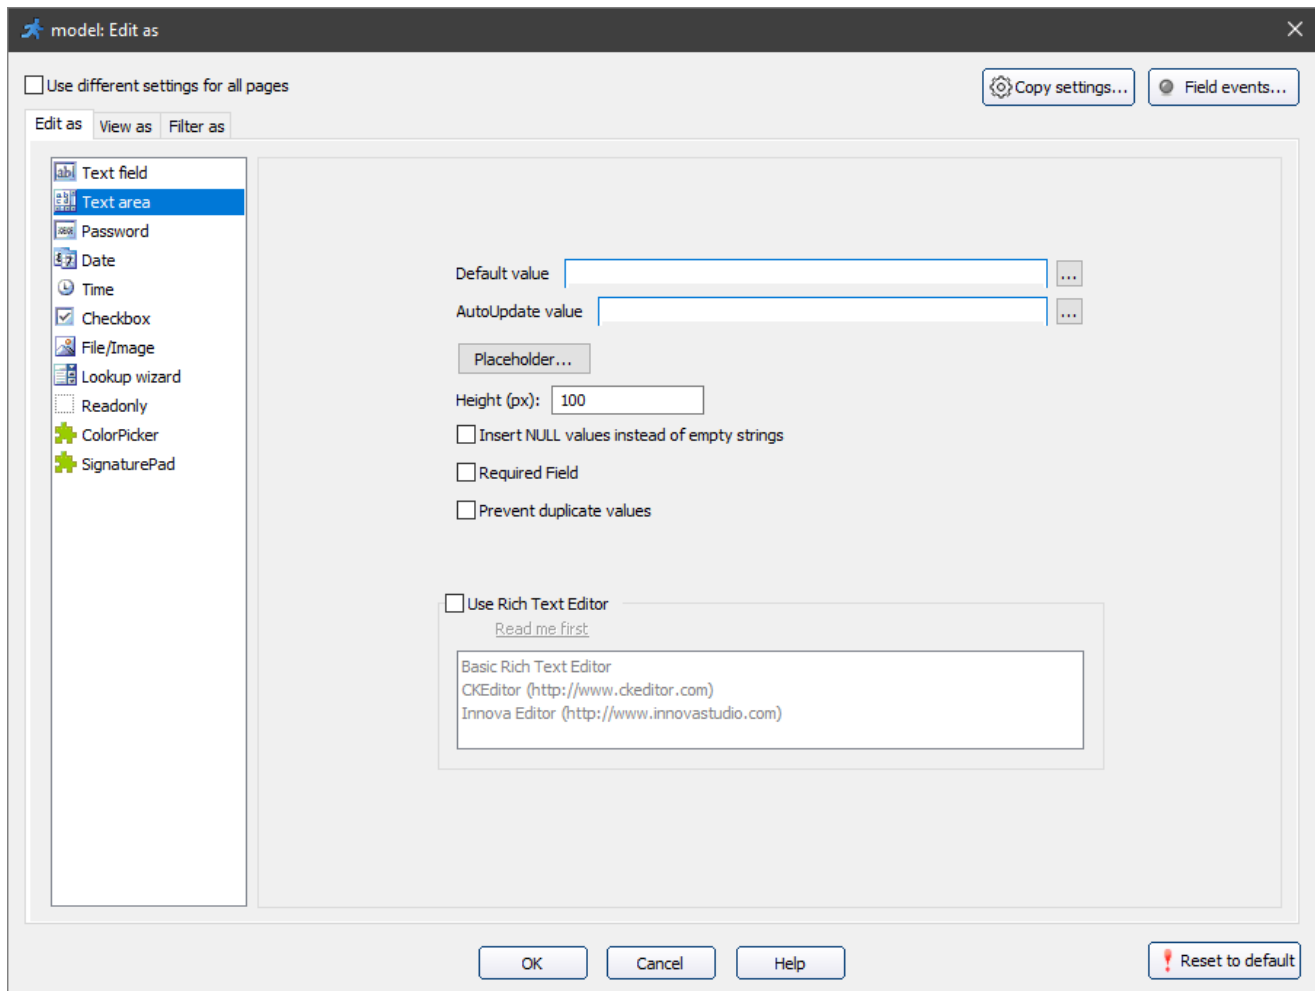 model: Edit as
Use different settings for all pages
Copy settings...
Field events...
Edit as
View as
Filter as
Text field
Text area
Password
Date
Time
Checkbox
File/Image
Lookup wizard
Readonly
ColorPicker
SignaturePad
Default value
...
AutoUpdate value
...
Placeholder...
Height (px): 100
Insert NULL values instead of empty strings
Required Field
Prevent duplicate values
Use Rich Text Editor
Read me first
Basic Rich Text Editor
CKEditor (http://www.ckeditor.com)
Innova Editor (http://www.innovastudio.com)
OK
Cancel
Help
Reset to default